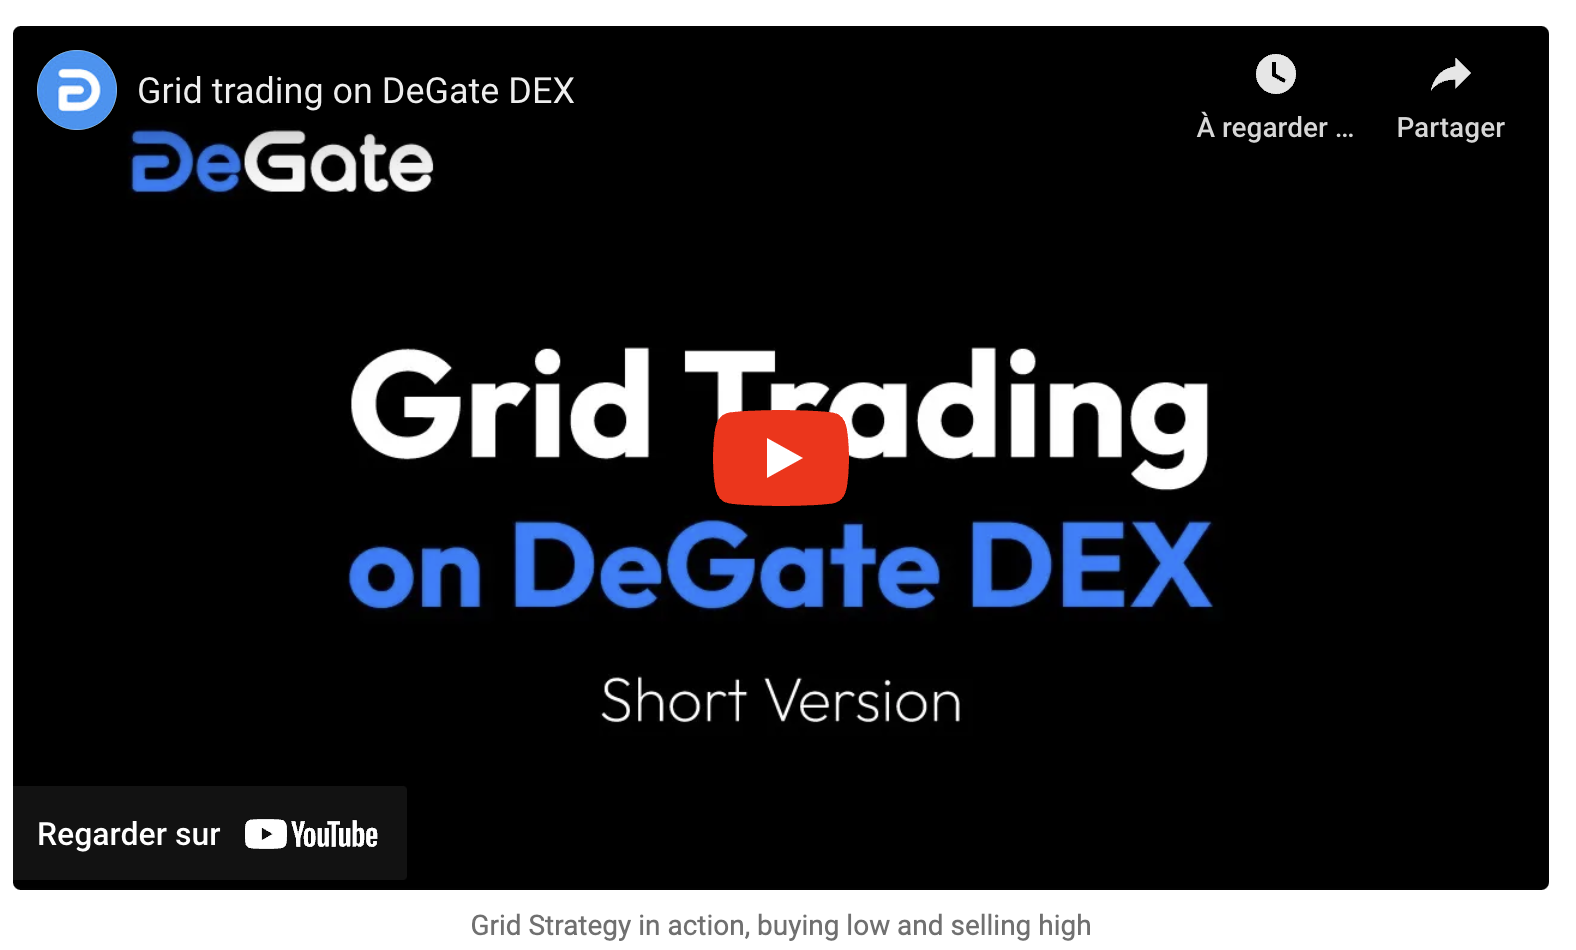 Grid trading on DeGate DEX
À regarder ...
Partager
DeGate
Grid Trading
on DeGate DEX
Short Version
Regarder sur YouTube
Grid Strategy in action, buying low and selling high